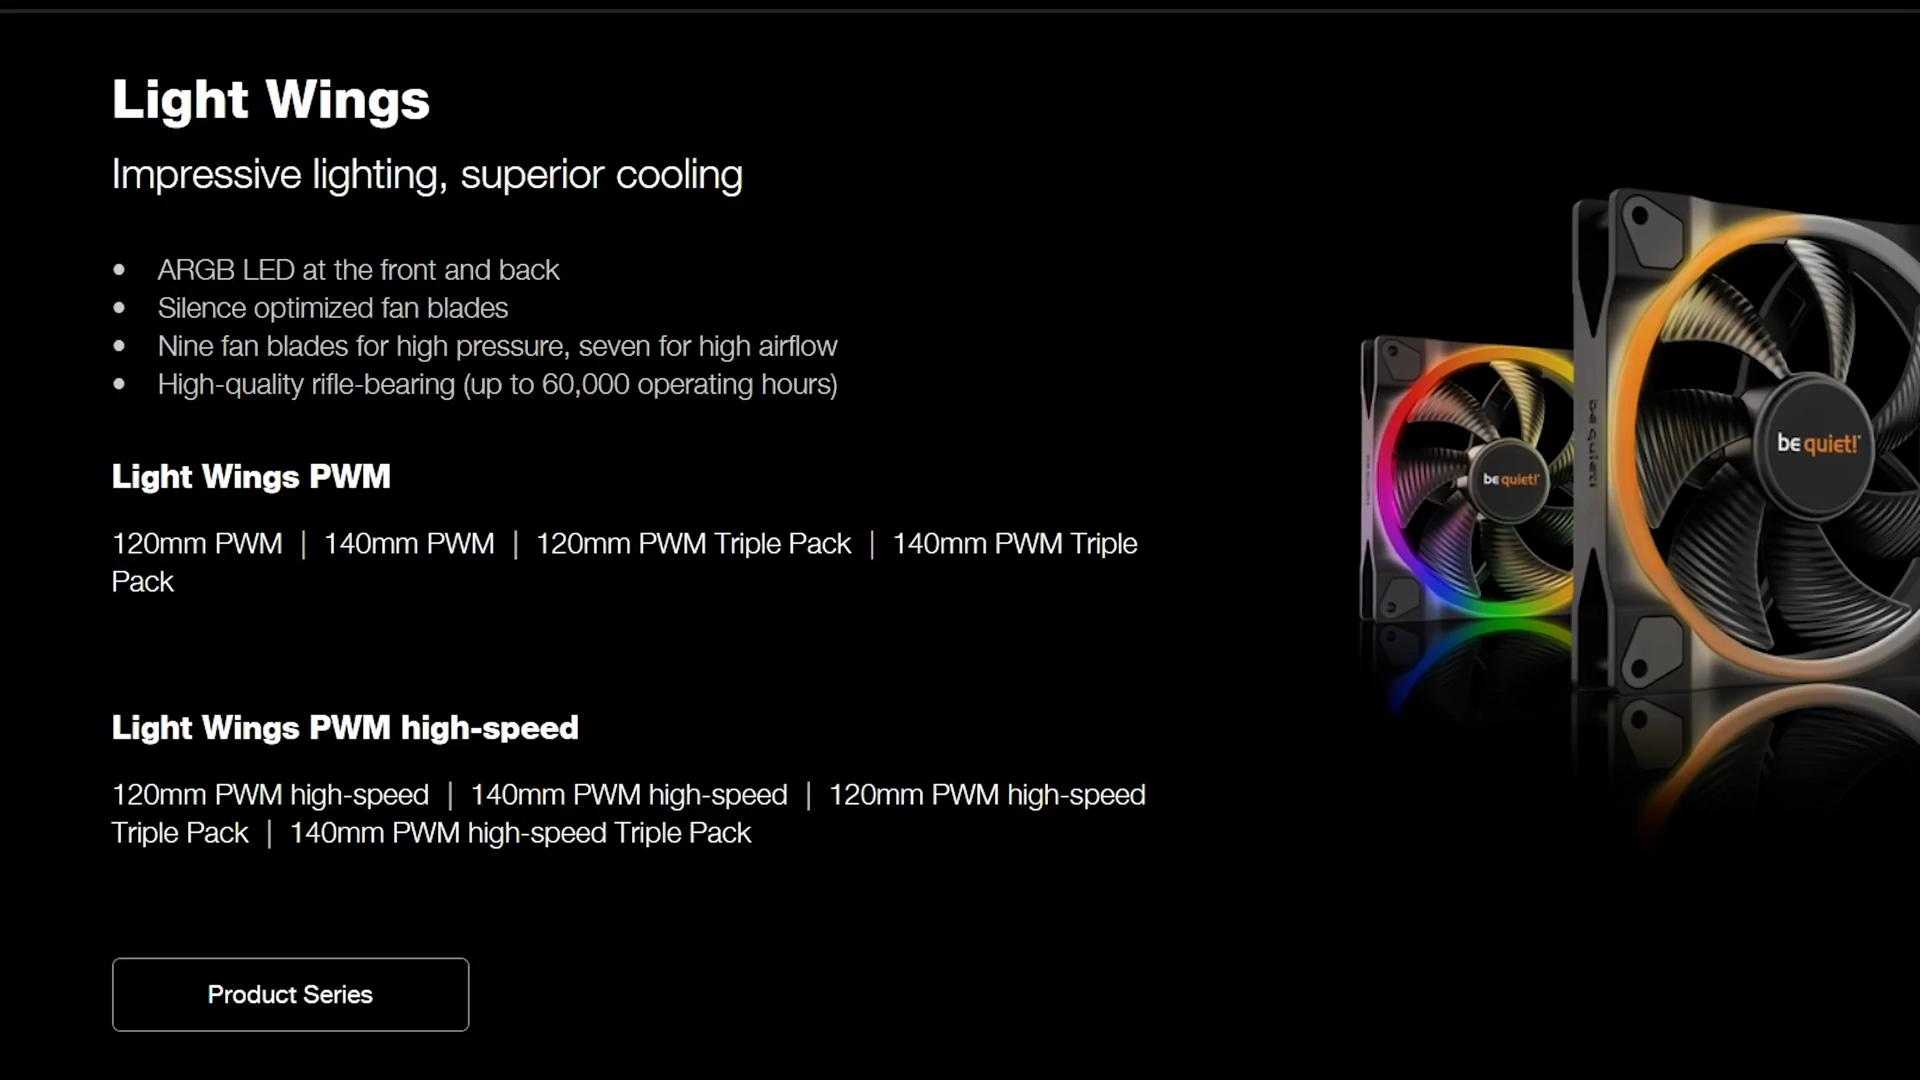 Light Wings
Impressive lighting, superior cooling
• ARGB LED at the front and back
• Silence optimized fan blades
• Nine fan blades for high pressure, seven for high airflow
• High-quality rifle-bearing (up to 60,000 operating hours)
Light Wings PWM
120mm PWM | 140mm PWM | 120mm PWM Triple Pack | 140mm PWM Triple
Pack
Light Wings PWM high-speed
120mm PWM high-speed | 140mm PWM high-speed | 120mm PWM high-speed
Triple Pack | 140mm PWM high-speed Triple Pack
Product Series
be quiet!
be quiet!
be quiet!